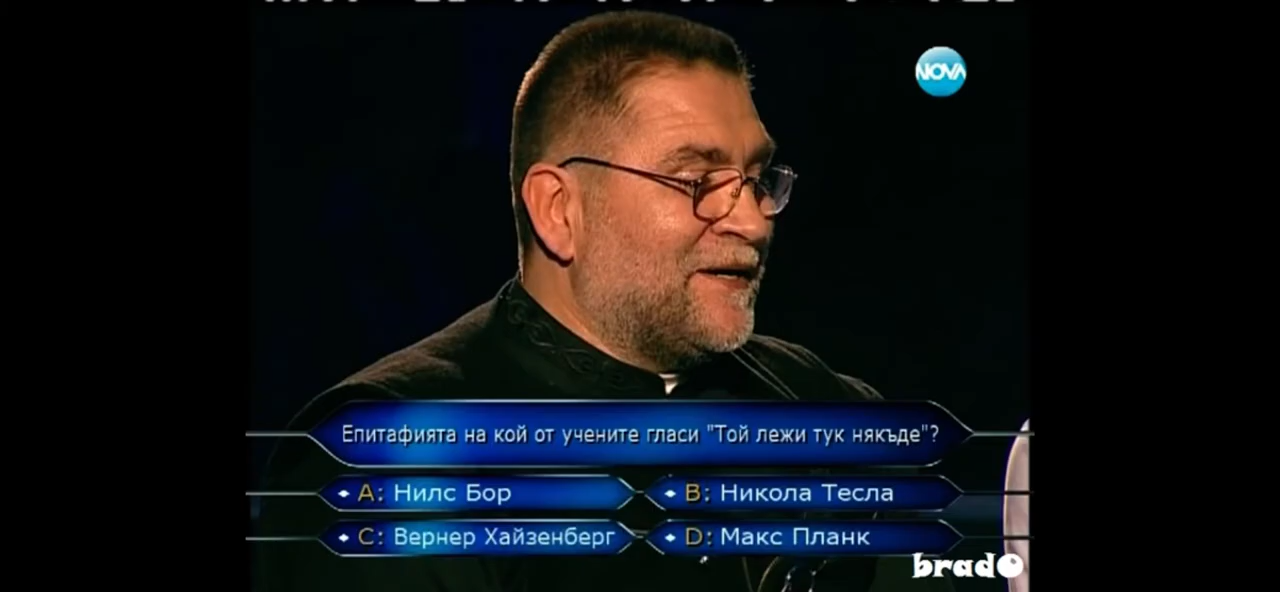 NOVA
Епитафията на кой от учените гласи "Той лежи тук някъде"?
A: Нилс Бор
B: Никола Тесла
C: Вернер Хайзенберг
D: Макс Планк
brado